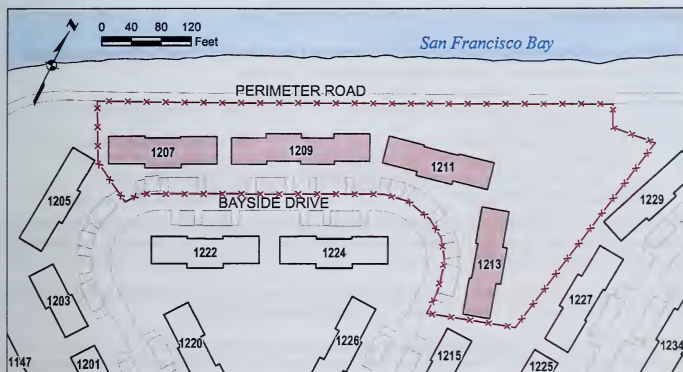 N
0 40 80 120
Feet
San Francisco Bay
PERIMETER ROAD
1207
1209
1211
1205
BAYSIDE DRIVE
1229
1222
1224
1213
1203
1227
1220
1226
1147
1201
1215
1225
1234